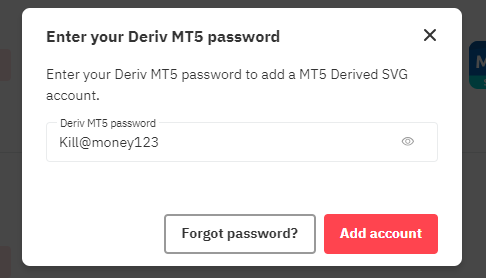 Enter your Deriv MT5 password
Enter your Deriv MT5 password to add a MT5 Derived SVG
account.
Deriv MT5 password
Kill@money123
Forgot password?
Add account